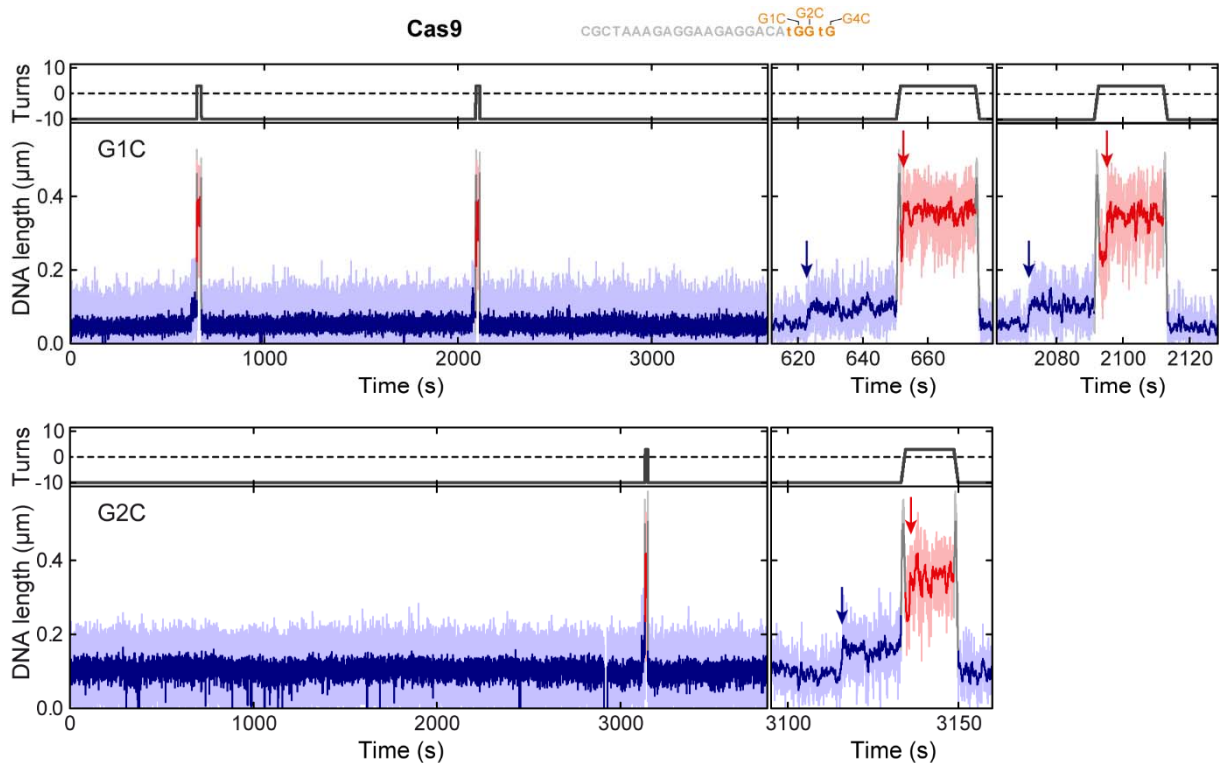 Cas9
G1C G2C G4C
CGCTAAAGAGGAAGAGGACAtGGtG
Turns
10
0
-10
G1C
DNA length (µm)
0.4
0.2
0.0
0 1000 2000 3000
620 640 660
2080 2100 2120
Time (s) Time (s) Time (s)
Turns
10
0
-10
G2C
DNA length (µm)
0.4
0.2
0.0
0 1000 2000 3000
3100 3150
Time (s) Time (s)